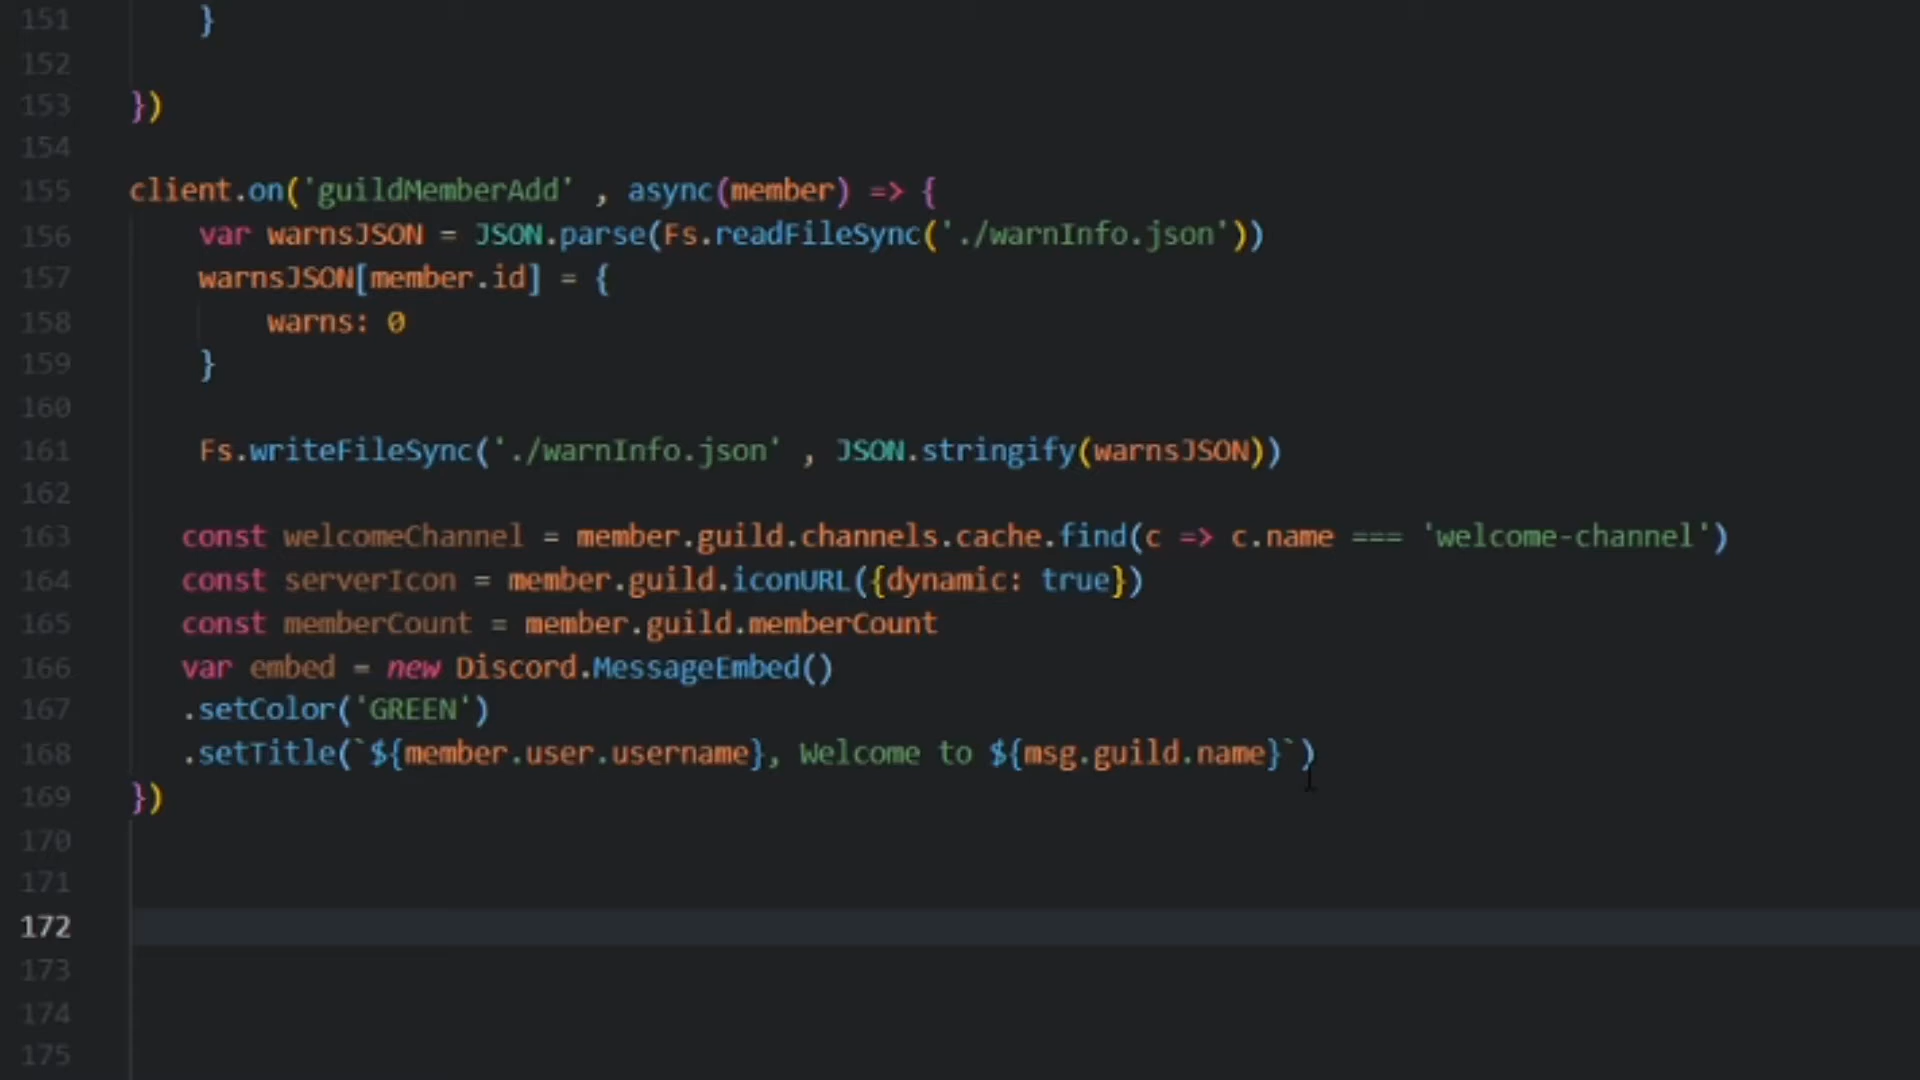 151 }
152
153 })
154
155 client.on('guildMemberAdd' , async(member) => {
156 var warnsJSON = JSON.parse(Fs.readFileSync('./warnInfo.json'))
157 warnsJSON[member.id] = {
158 warns: 0
159 }
160
161 Fs.writeFileSync('./warnInfo.json' , JSON.stringify(warnsJSON))
162
163 const welcomeChannel = member.guild.channels.cache.find(c => c.name === 'welcome-channel')
164 const serverIcon = member.guild.iconURL({dynamic: true})
165 const memberCount = member.guild.memberCount
166 var embed = new Discord.MessageEmbed()
167 .setColor('GREEN')
168 .setTitle(`${member.user.username}, Welcome to ${msg.guild.name}`)
169 })
170
171
172
173
174
175